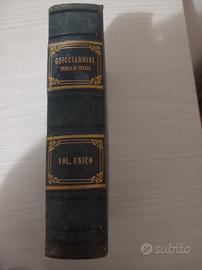 GUICCIARDINI
STORIA D'ITALIA
VOL. UNICO
subito